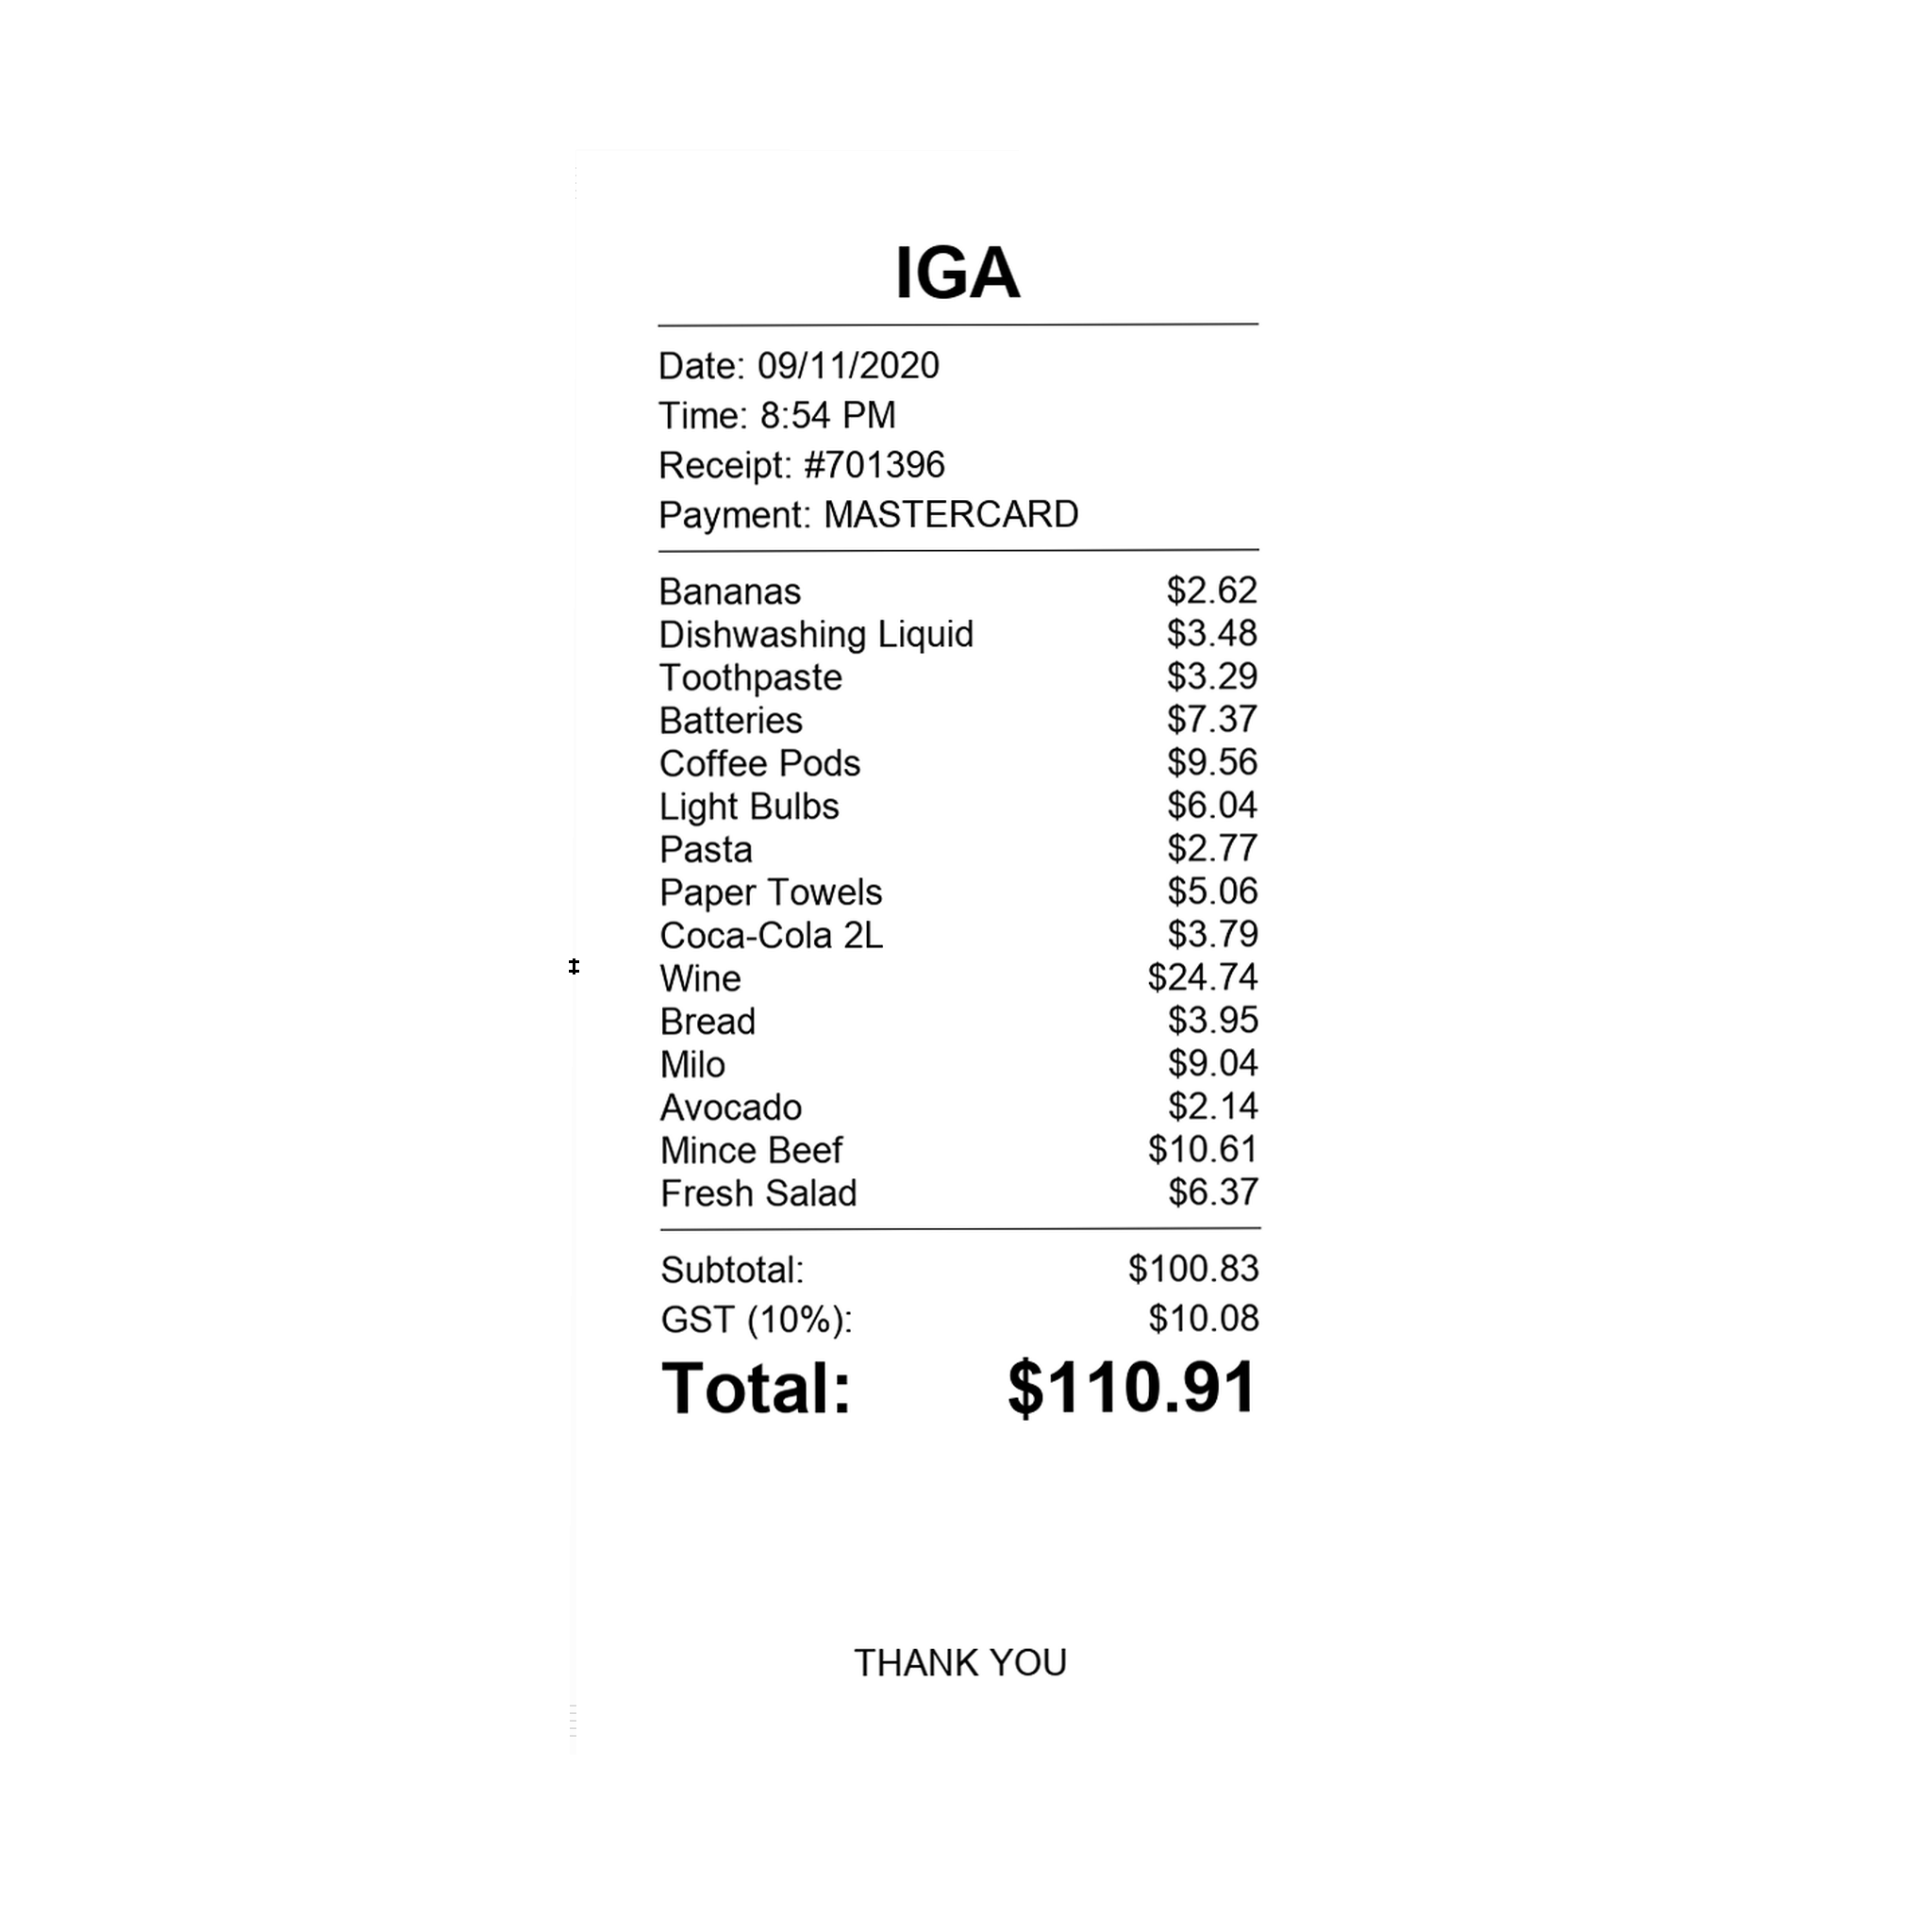 IGA
Date: 09/11/2020
Time: 8:54 PM
Receipt: #701396
Payment: MASTERCARD
Bananas $2.62
Dishwashing Liquid $3.48
Toothpaste $3.29
Batteries $7.37
Coffee Pods $9.56
Light Bulbs $6.04
Pasta $2.77
Paper Towels $5.06
Coca-Cola 2L $3.79
Wine $24.74
Bread $3.95
Milo $9.04
Avocado $2.14
Mince Beef $10.61
Fresh Salad $6.37
Subtotal: $100.83
GST (10%): $10.08
Total: $110.91
THANK YOU